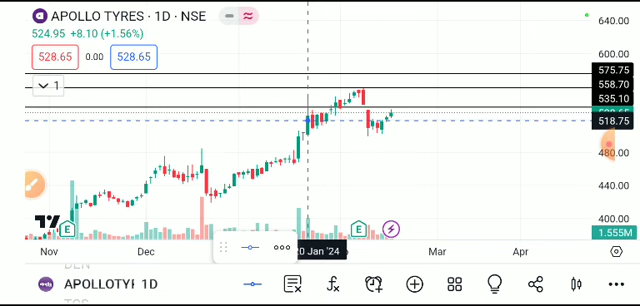 APOLLO TYRES · 1D · NSE
524.95 +8.10 (+1.56%)
528.65 0.00 528.65
1
640.00
600.00
575.75
558.70
535.10
518.75
480.00
440.00
400.00
1.555M
E E
Nov Dec 20 Jan '24 Mar Apr
APOLLOTYF 1D